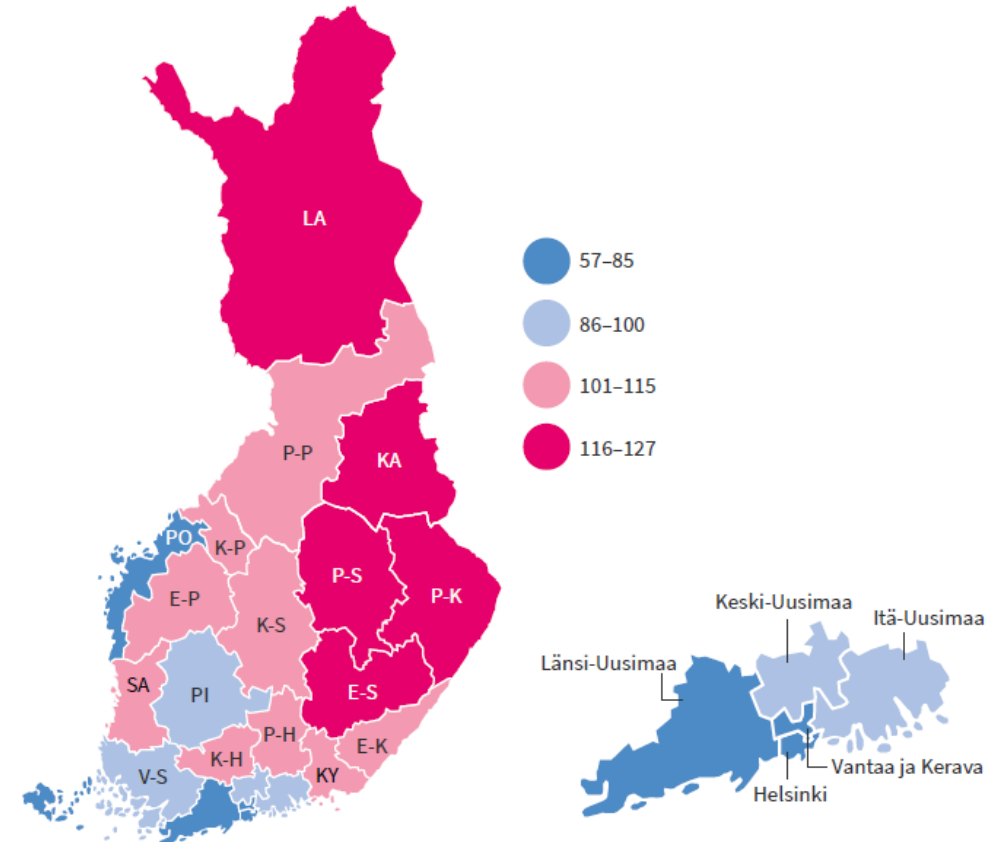 LA
57–85
86–100
101–115
116–127
P-P
KA
PO
K-P
P-S
P-K
E-P
K-S
SA
PI
E-S
P-H
E-K
K-H
KY
V-S
Keski-Uusimaa
Itä-Uusimaa
Länsi-Uusimaa
Vantaa ja Kerava
Helsinki